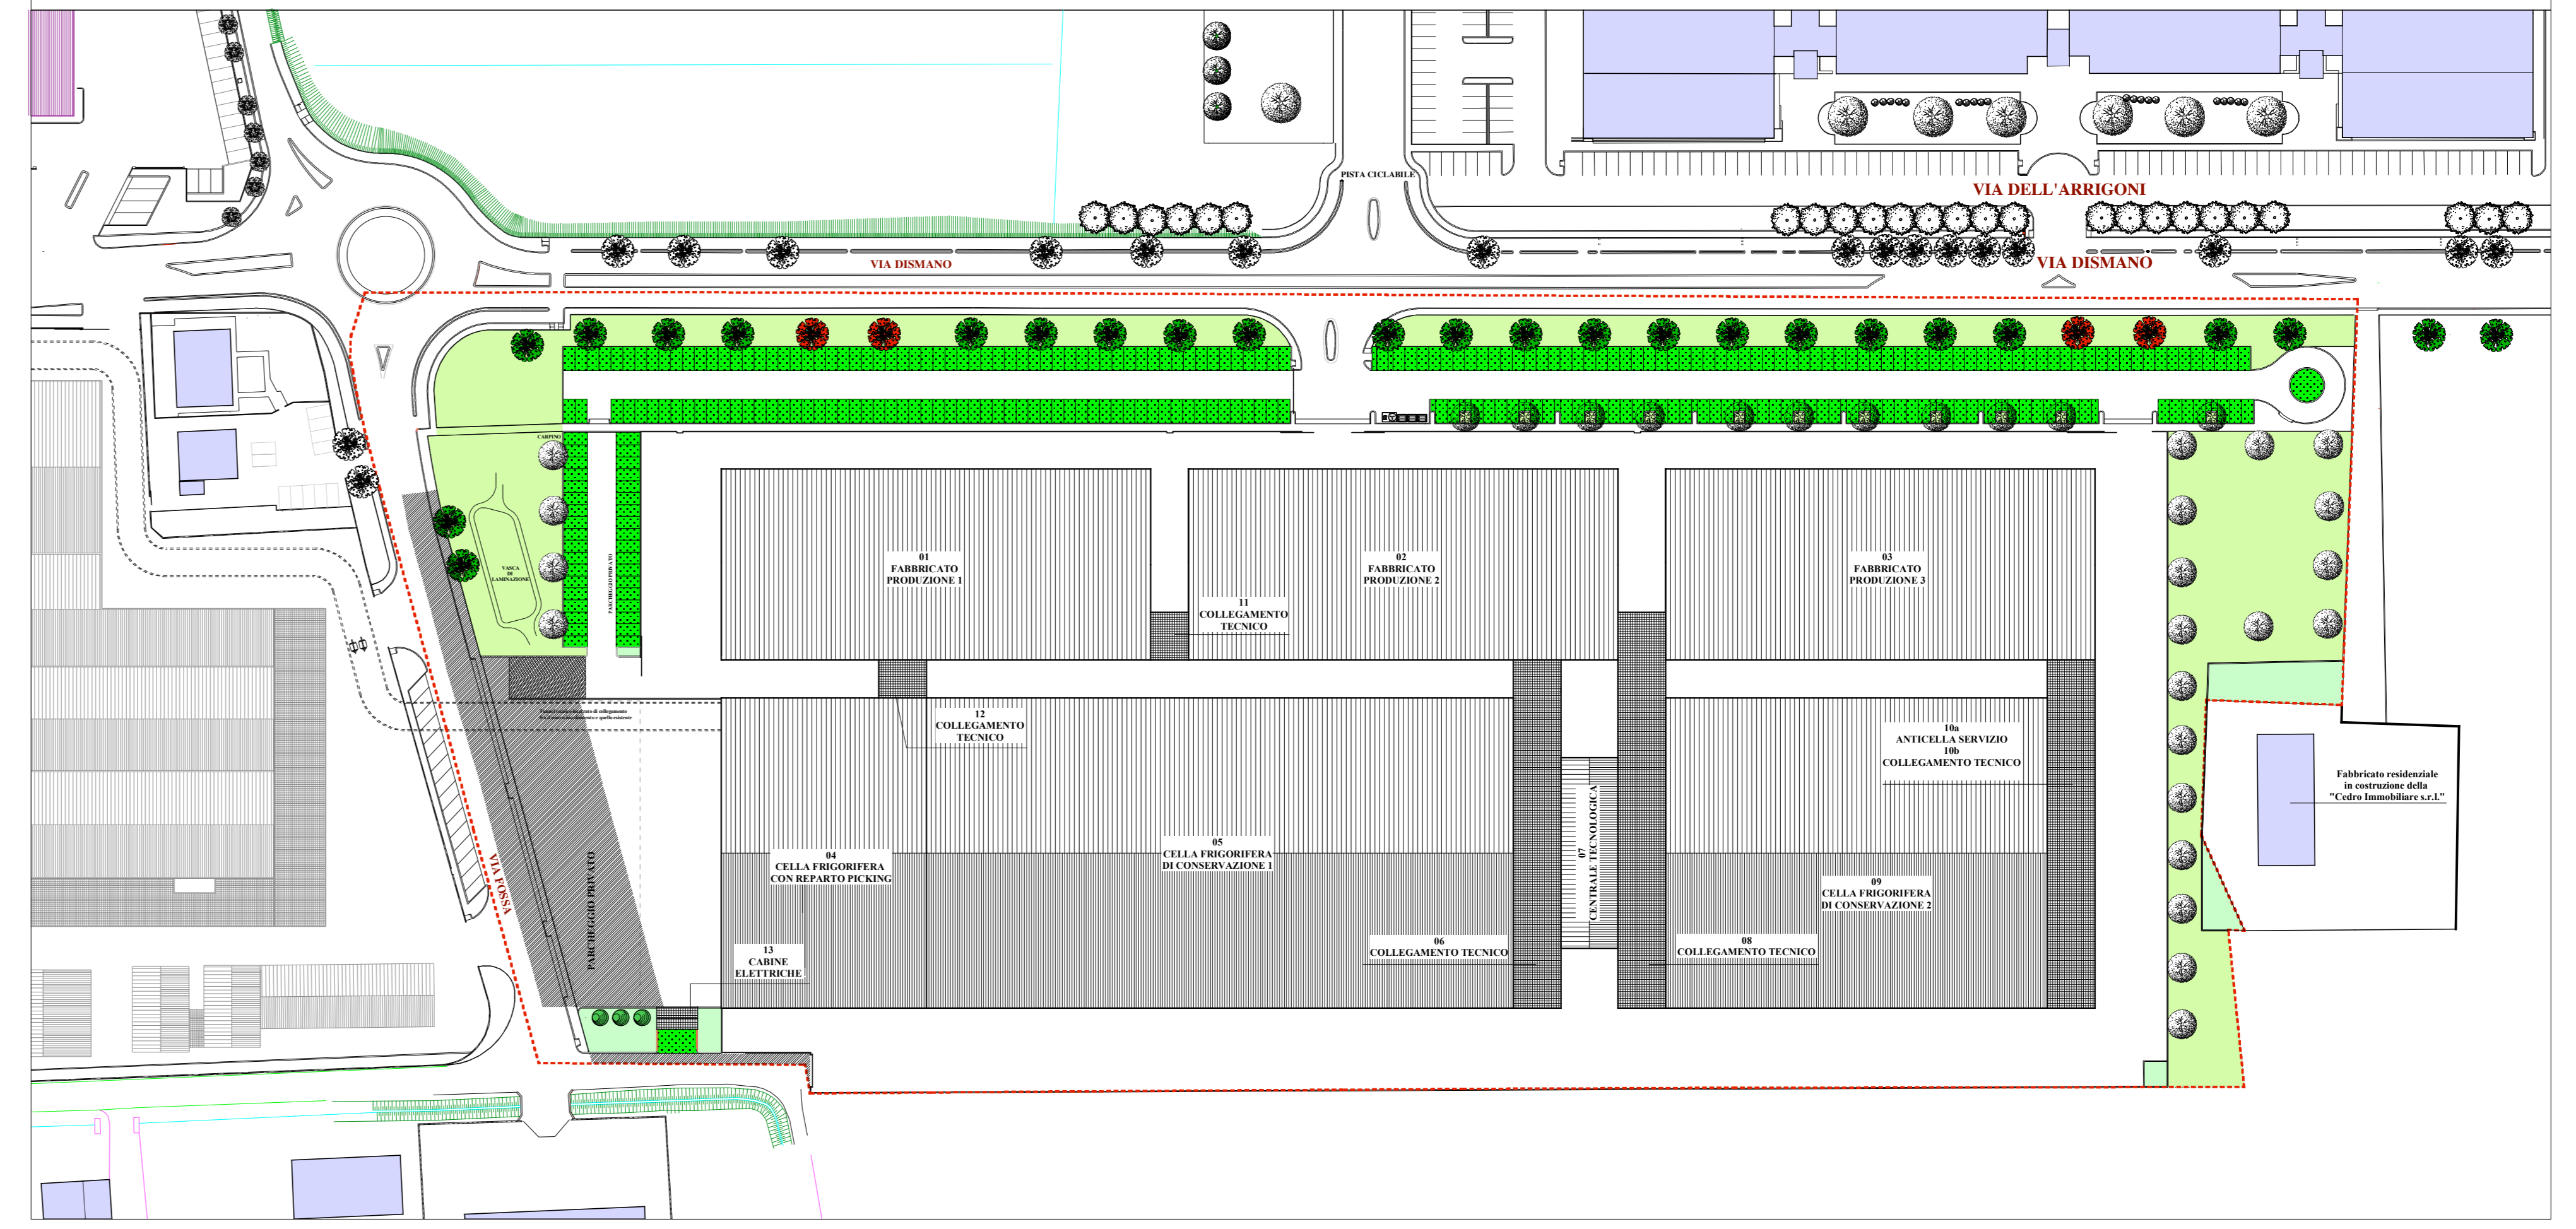 PISTA CICLABILE
VIA DELL'ARRIGONI
VIA DISMANO
VIA DISMANO
CARPINO
VASCA
DI
LAMINAZIONE
PARCHEGGIO PRIVATO
01
FABBRICATO
PRODUZIONE 1
02
FABBRICATO
PRODUZIONE 2
03
FABBRICATO
PRODUZIONE 3
11
COLLEGAMENTO
TECNICO
12
COLLEGAMENTO
TECNICO
10a
ANTICELLA SERVIZIO
10b
COLLEGAMENTO TECNICO
Fabbricato residenziale
in costruzione della
"Cedro Immobiliare s.r.l."
VIA FOSSA
PARCHEGGIO PRIVATO
04
CELLA FRIGORIFERA
CON REPARTO PICKING
05
CELLA FRIGORIFERA
DI CONSERVAZIONE 1
07
CENTRALE TECNOLOGICA
09
CELLA FRIGORIFERA
DI CONSERVAZIONE 2
13
CABINE
ELETTRICHE
06
COLLEGAMENTO TECNICO
08
COLLEGAMENTO TECNICO